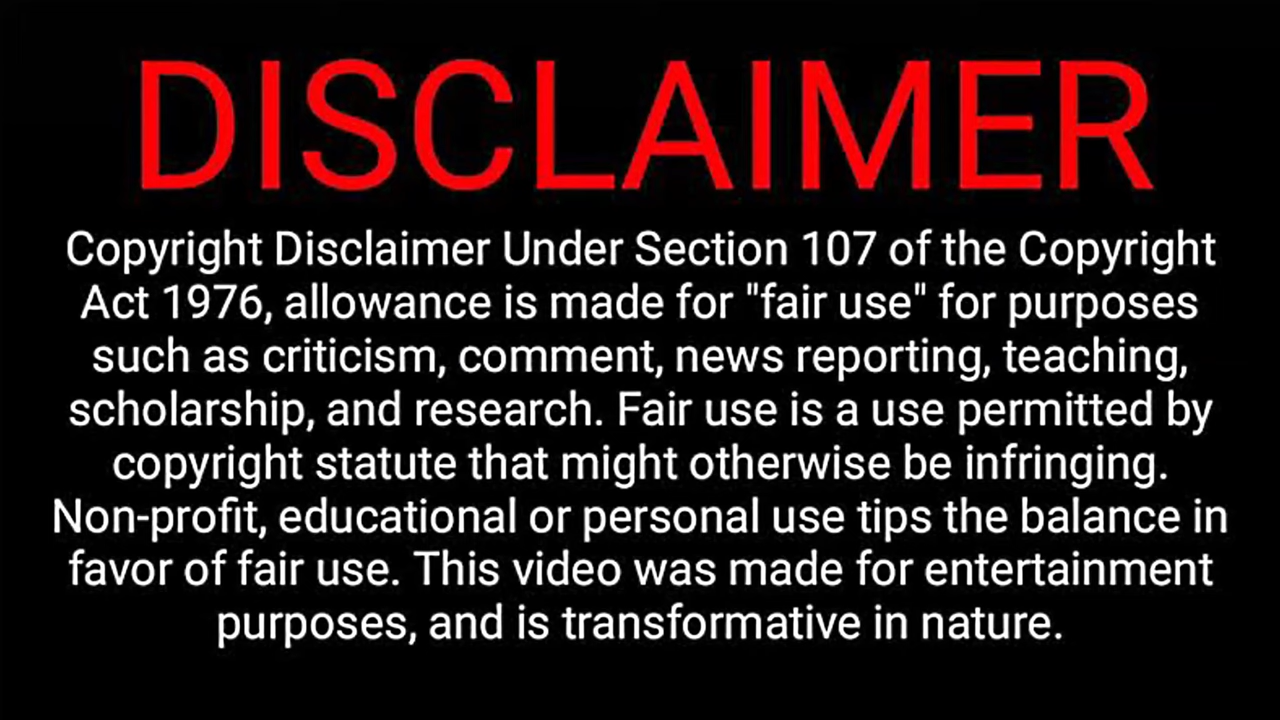 DISCLAIMER
Copyright Disclaimer Under Section 107 of the Copyright
Act 1976, allowance is made for "fair use" for purposes
such as criticism, comment, news reporting, teaching,
scholarship, and research. Fair use is a use permitted by
copyright statute that might otherwise be infringing.
Non-profit, educational or personal use tips the balance in
favor of fair use. This video was made for entertainment
purposes, and is transformative in nature.